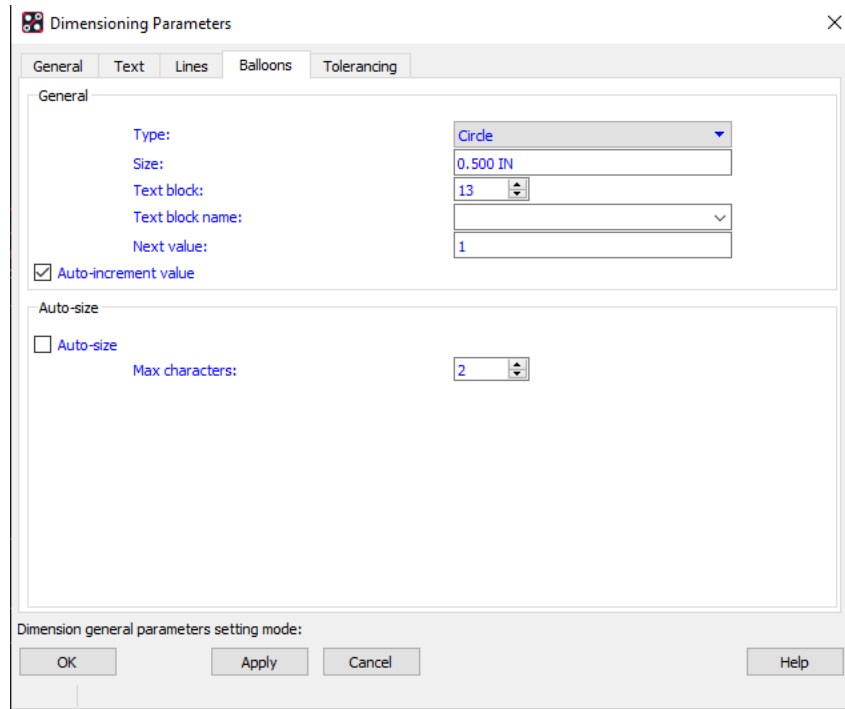 Dimensioning Parameters
General Text Lines Balloons Tolerancing
General
Type: Circle
Size: 0.500 IN
Text block: 13
Text block name:
Next value: 1
Auto-increment value
Auto-size
Auto-size
Max characters: 2
Dimension general parameters setting mode:
OK Apply Cancel Help